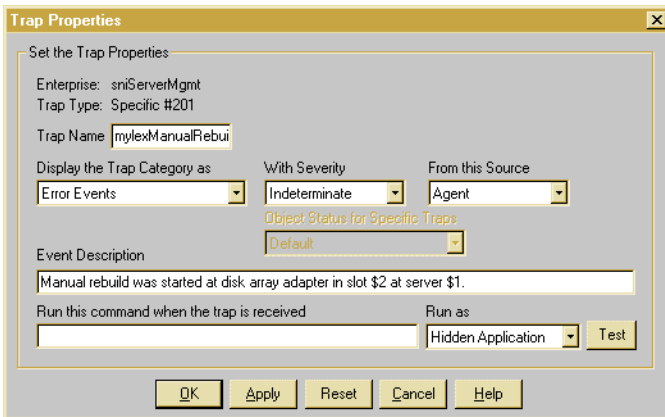 Trap Properties
Set the Trap Properties
Enterprise: sniServerMgmt
Trap Type: Specific #201
Trap Name mylexManualRebui
Display the Trap Category as With Severity From this Source
Error Events Indeterminate Agent
Object Status for Specific Traps
Default
Event Description
Manual rebuild was started at disk array adapter in slot $2 at server $1.
Run this command when the trap is received Run as
Hidden Application Test
OK Apply Reset Cancel Help